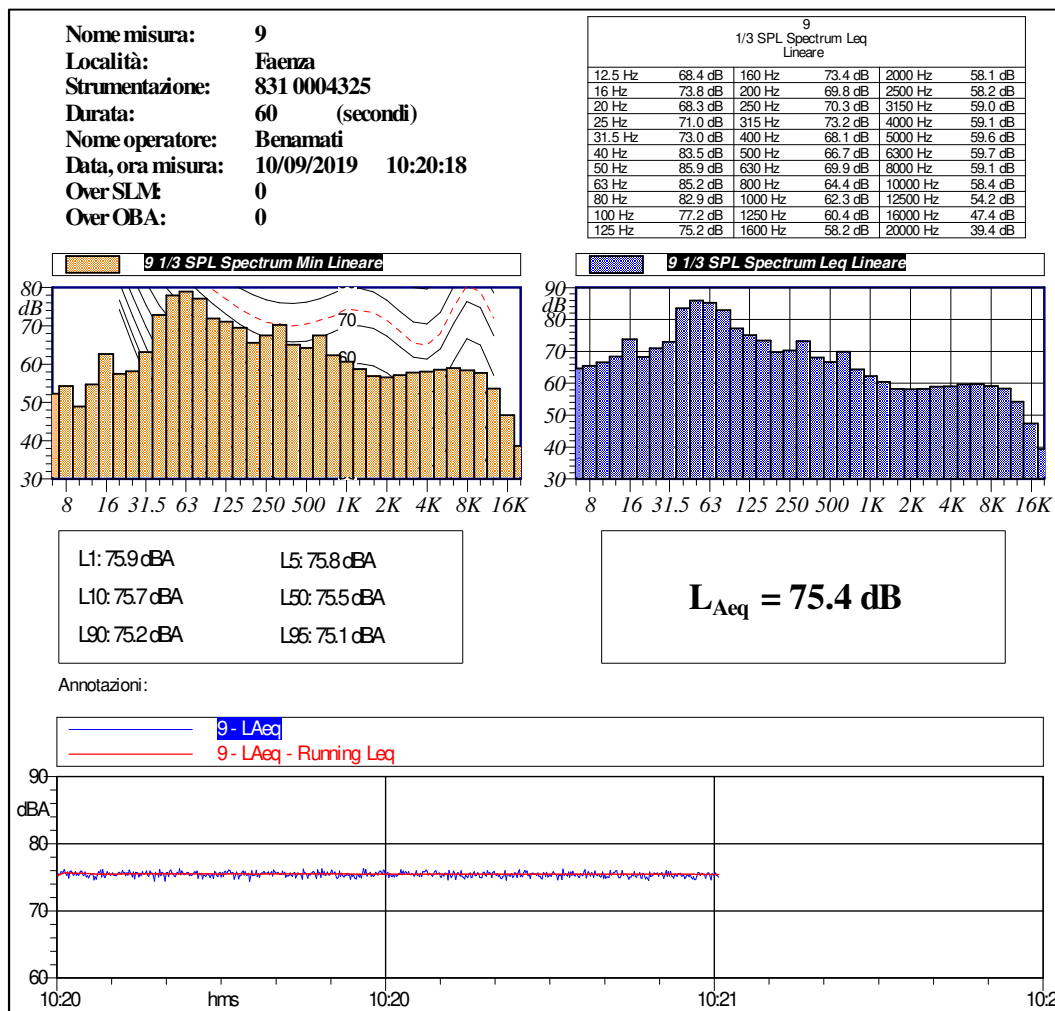 Nome misura: 9
Località: Faenza
Strumentazione: 831 0004325
Durata: 60 (secondi)
Nome operatore: Benamati
Data, ora misura: 10/09/2019 10:20:18
Over SLM: 0
Over OBA: 0
9
1/3 SPL Spectrum Leq
Lineare
12.5 Hz 68.4 dB 160 Hz 73.4 dB 2000 Hz 58.1 dB
16 Hz 73.8 dB 200 Hz 69.8 dB 2500 Hz 58.2 dB
20 Hz 68.3 dB 250 Hz 70.3 dB 3150 Hz 59.0 dB
25 Hz 71.0 dB 315 Hz 73.2 dB 4000 Hz 59.1 dB
31.5 Hz 73.0 dB 400 Hz 68.1 dB 5000 Hz 59.6 dB
40 Hz 83.5 dB 500 Hz 66.7 dB 6300 Hz 59.7 dB
50 Hz 85.9 dB 630 Hz 69.9 dB 8000 Hz 59.1 dB
63 Hz 85.2 dB 800 Hz 64.4 dB 10000 Hz 58.4 dB
80 Hz 82.9 dB 1000 Hz 62.3 dB 12500 Hz 54.2 dB
100 Hz 77.2 dB 1250 Hz 60.4 dB 16000 Hz 47.4 dB
125 Hz 75.2 dB 1600 Hz 58.2 dB 20000 Hz 39.4 dB
9 1/3 SPL Spectrum Min Lineare
80
dB
70
60
50
40
30
70
60
8 16 31.5 63 125 250 500 1K 2K 4K 8K 16K
9 1/3 SPL Spectrum Leq Lineare
90
dB
80
70
60
50
40
30
8 16 31.5 63 125 250 500 1K 2K 4K 8K 16K
L1: 75.9 dBA L5: 75.8 dBA
L10: 75.7 dBA L50: 75.5 dBA
L90: 75.2 dBA L95: 75.1 dBA
LAeq = 75.4 dB
Annotazioni:
9 - LAeq
9 - LAeq - Running Leq
90
dBA
80
70
60
10:20 hms 10:20 10:21 10:2